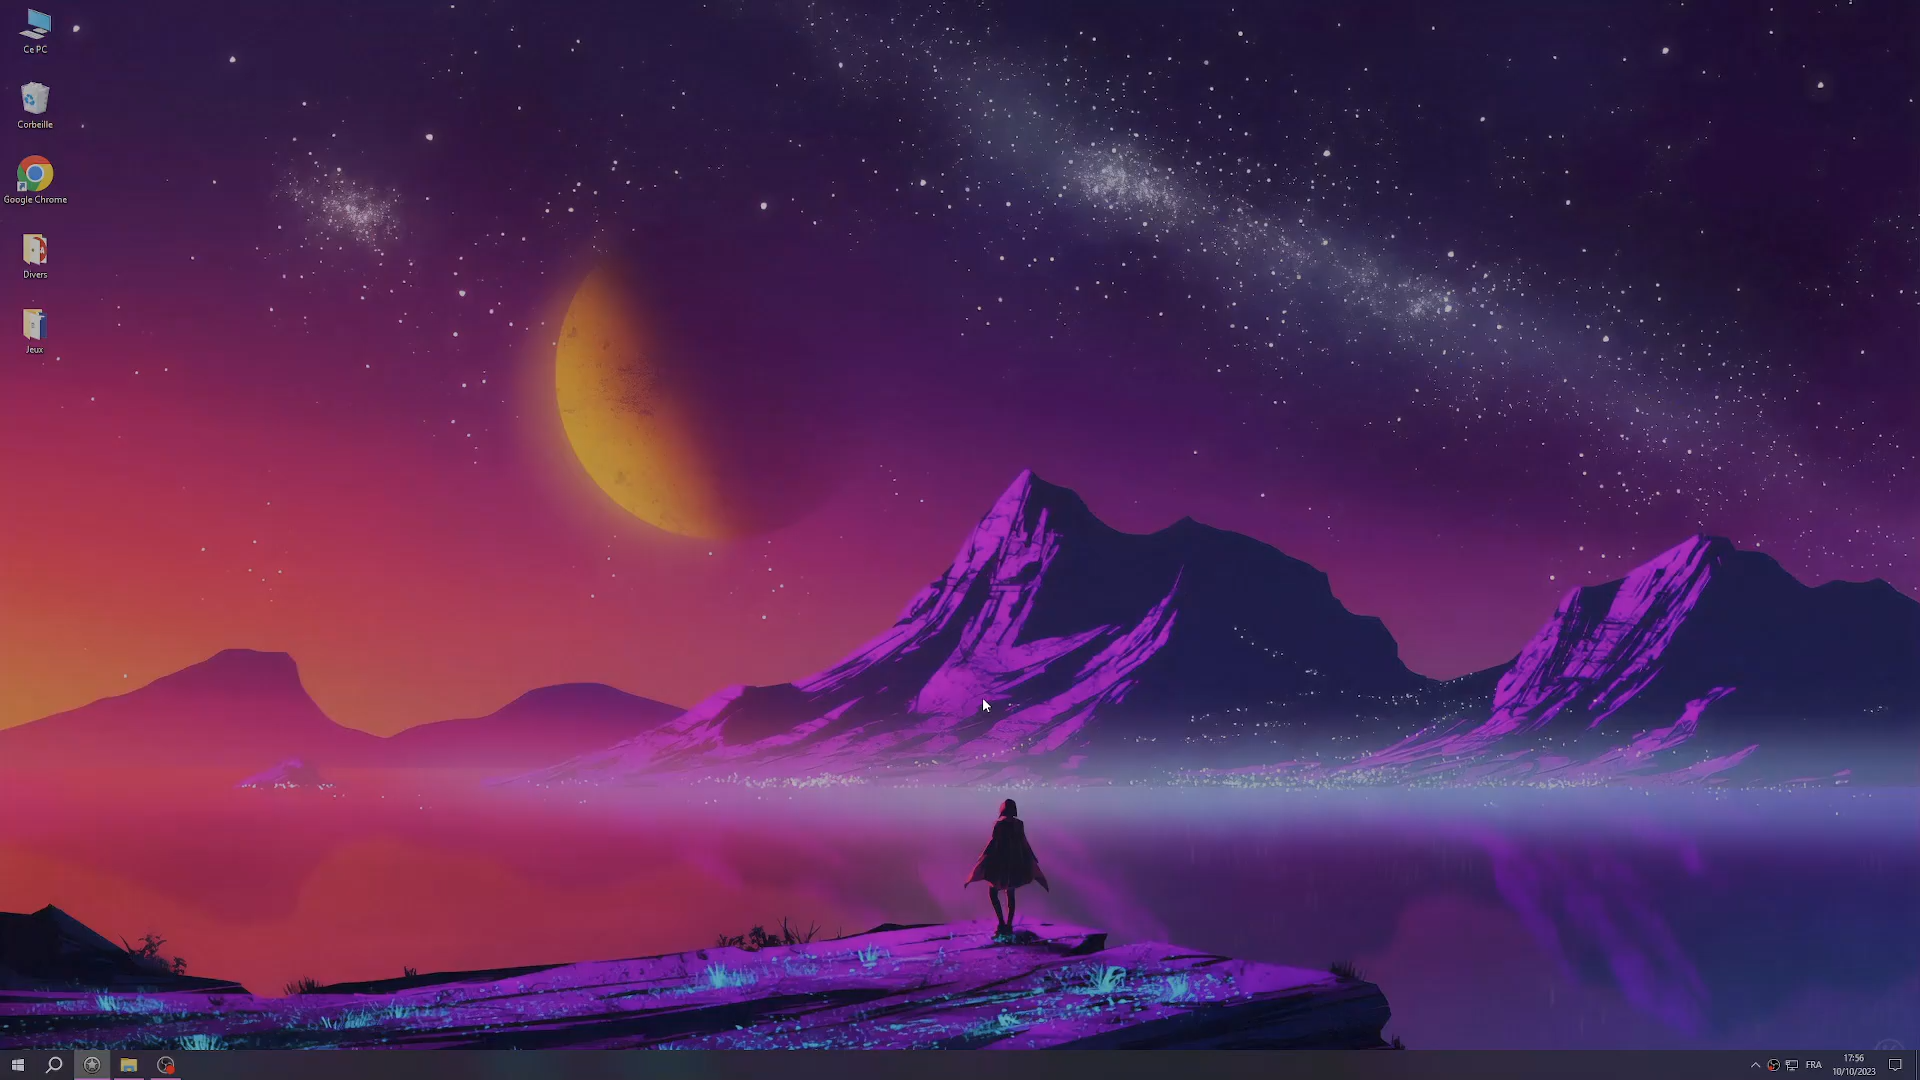 Ce PC
Corbeille
Google Chrome
Divers
Jeux
FRA
17:56
10/10/2023